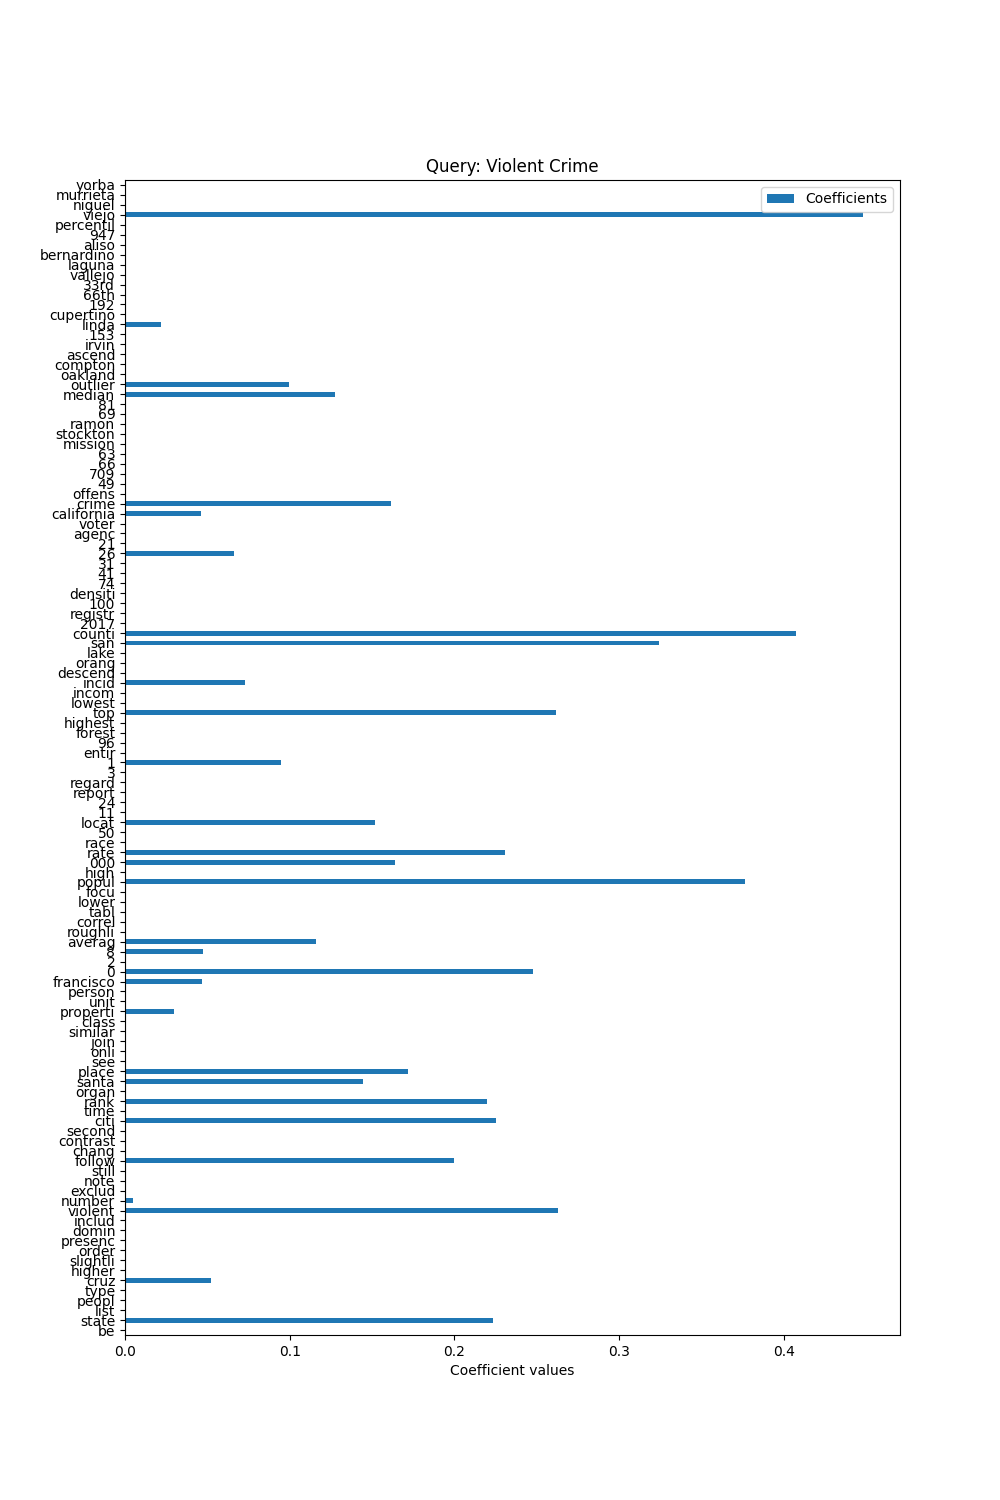 Query: Violent Crime
Coefficients
yorba
murrieta
niguel
viejo
percentil
947
aliso
bernardino
laguna
vallejo
33rd
66th
192
cupertino
linda
153
irvin
ascend
compton
oakland
outlier
median
81
69
ramon
stockton
mission
63
66
709
49
offens
crime
california
voter
agenc
21
26
31
41
74
densiti
100
registr
2017
counti
san
lake
orang
descend
incid
incom
lowest
top
highest
forest
96
entir
1
3
regard
report
24
11
locat
50
race
rate
000
high
popul
focu
lower
tabl
correl
roughli
averag
8
2
0
francisco
person
unit
properti
class
similar
join
onli
see
place
santa
organ
rank
time
citi
second
contrast
chang
follow
still
note
exclud
number
violent
includ
domin
presenc
order
slightli
higher
cruz
type
peopl
list
state
be
0.0 0.1 0.2 0.3 0.4
Coefficient values